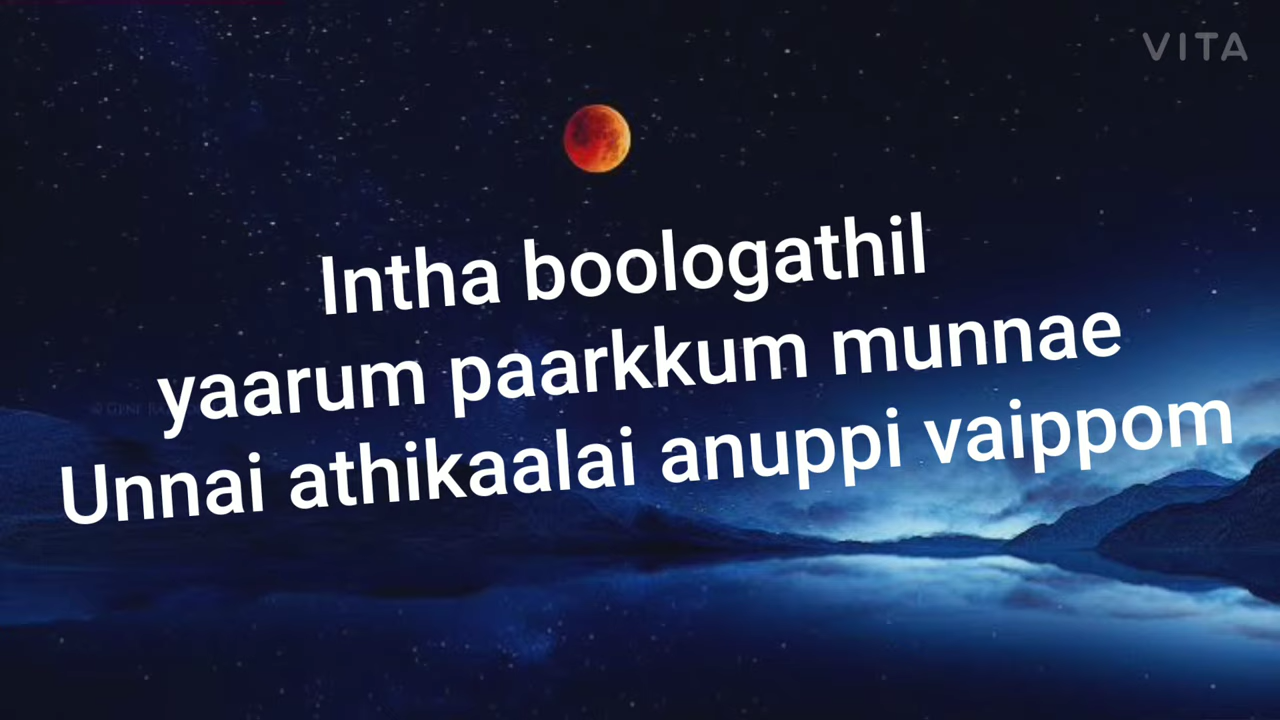 VITA
Intha boologathil
yaarum paarkkum munnae
Unnai athikaalai anuppi vaippom